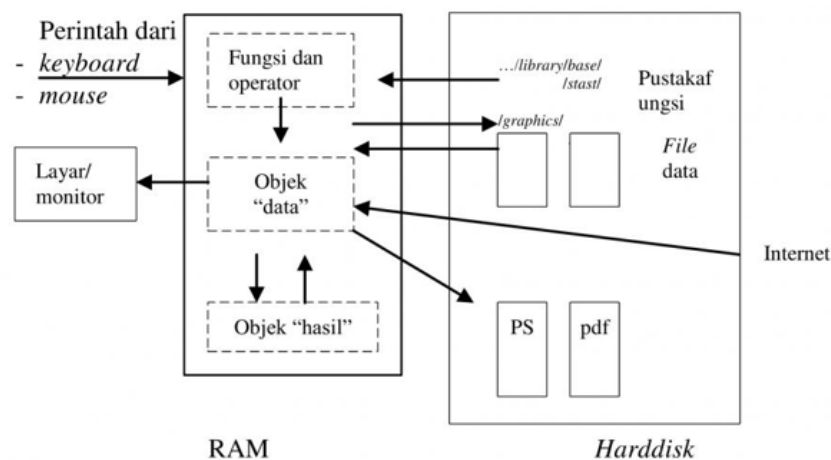 Perintah dari
- keyboard
- mouse
Layar/
monitor
Fungsi dan
operator
Objek
“data”
Objek “hasil”
RAM
…/library/base/
/stast/
/graphics/
Pustakaf
ungsi
File
data
Internet
PS
pdf
Harddisk